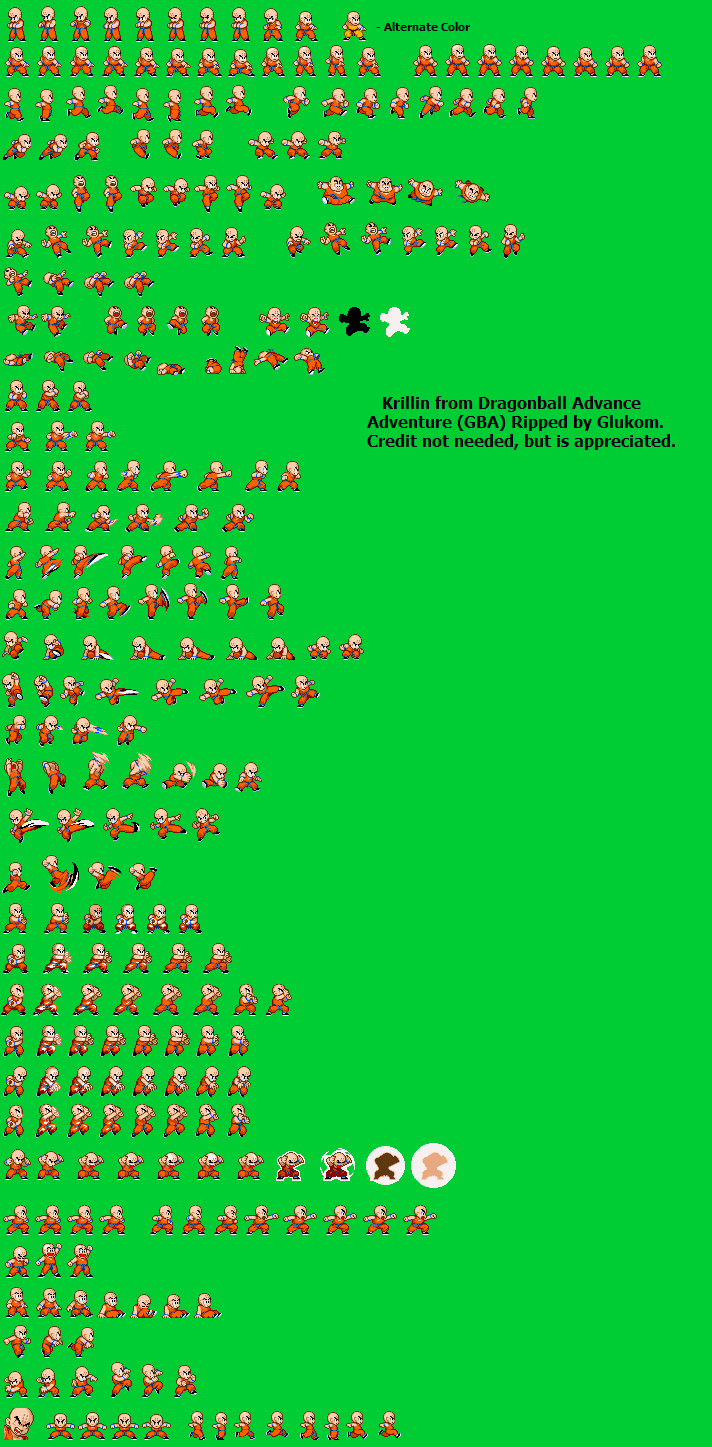 - Alternate Color
Krillin from Dragonball Advance
Adventure (GBA) Ripped by Glukom.
Credit not needed, but is appreciated.